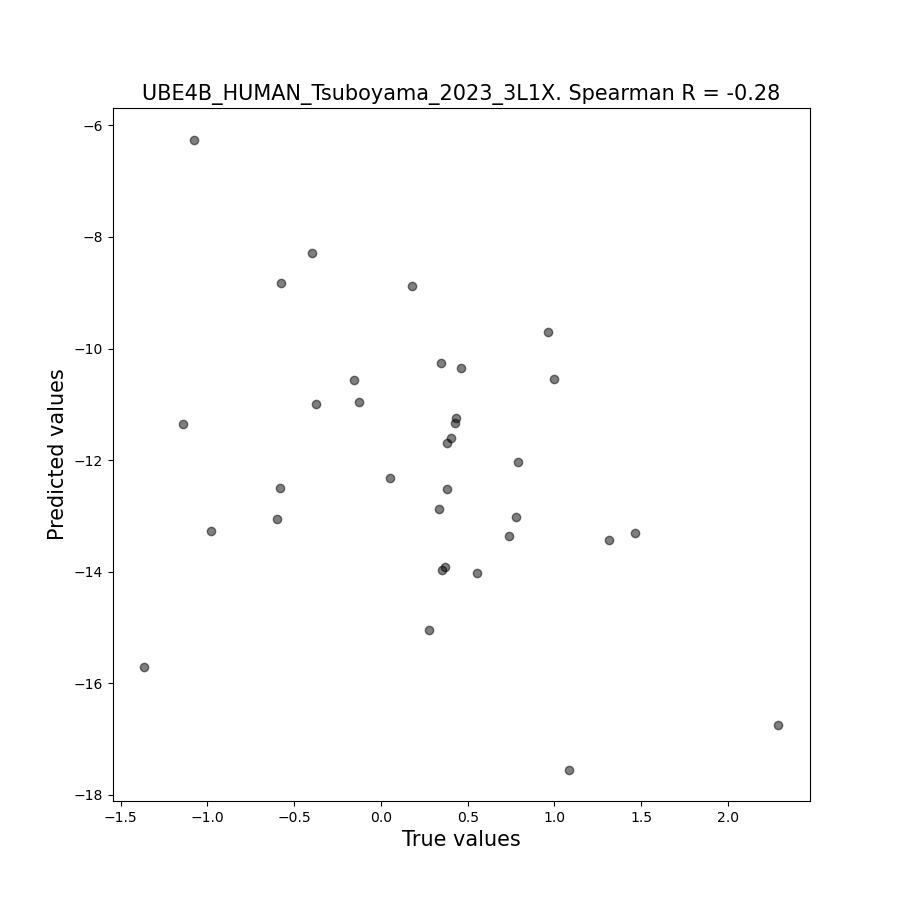 UBE4B_HUMAN_Tsuboyama_2023_3L1X. Spearman R = -0.28
−6
−8
−10
−12
−14
−16
−18
Predicted values
−1.5 −1.0 −0.5 0.0 0.5 1.0 1.5 2.0
True values